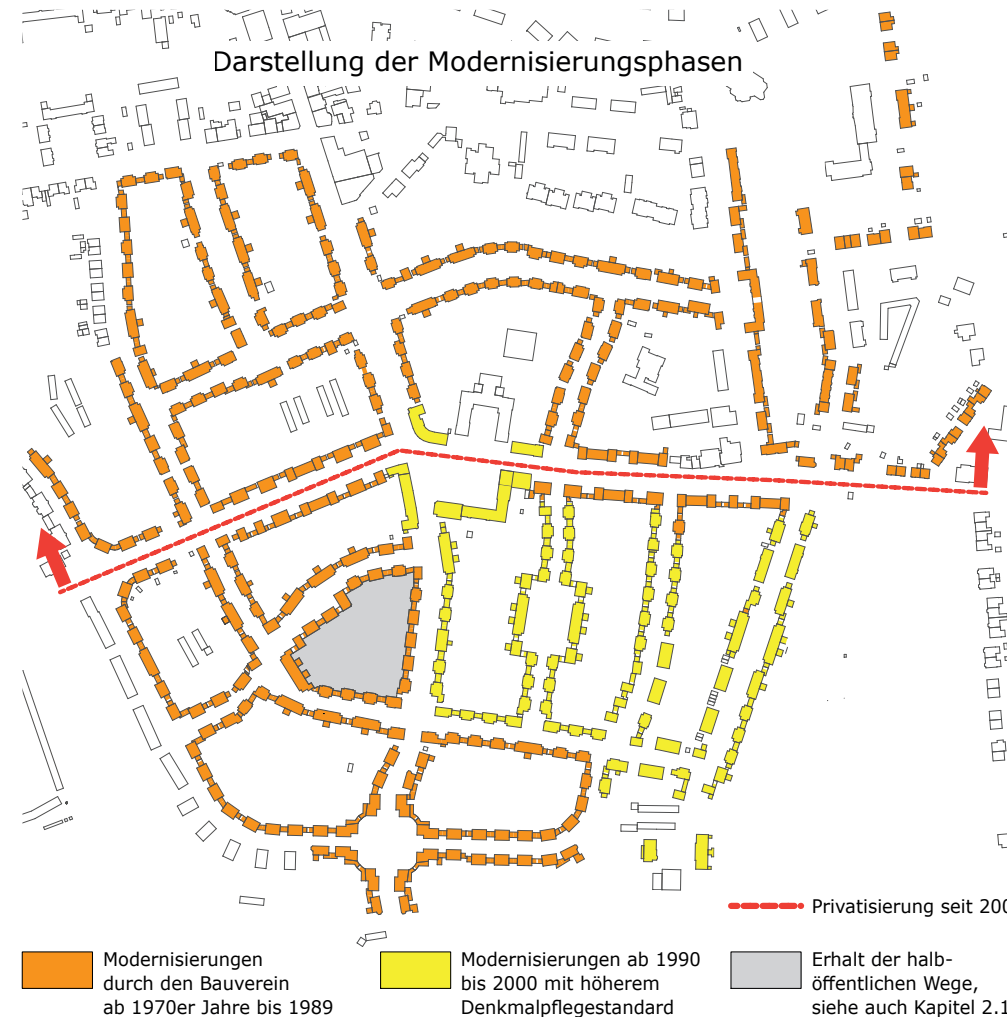 Darstellung der Modernisierungsphasen
Privatisierung seit 200
Modernisierungen
durch den Bauverein
ab 1970er Jahre bis 1989
Modernisierungen ab 1990
bis 2000 mit höherem
Denkmalpflegestandard
Erhalt der halb-
öffentlichen Wege,
siehe auch Kapitel 2.1